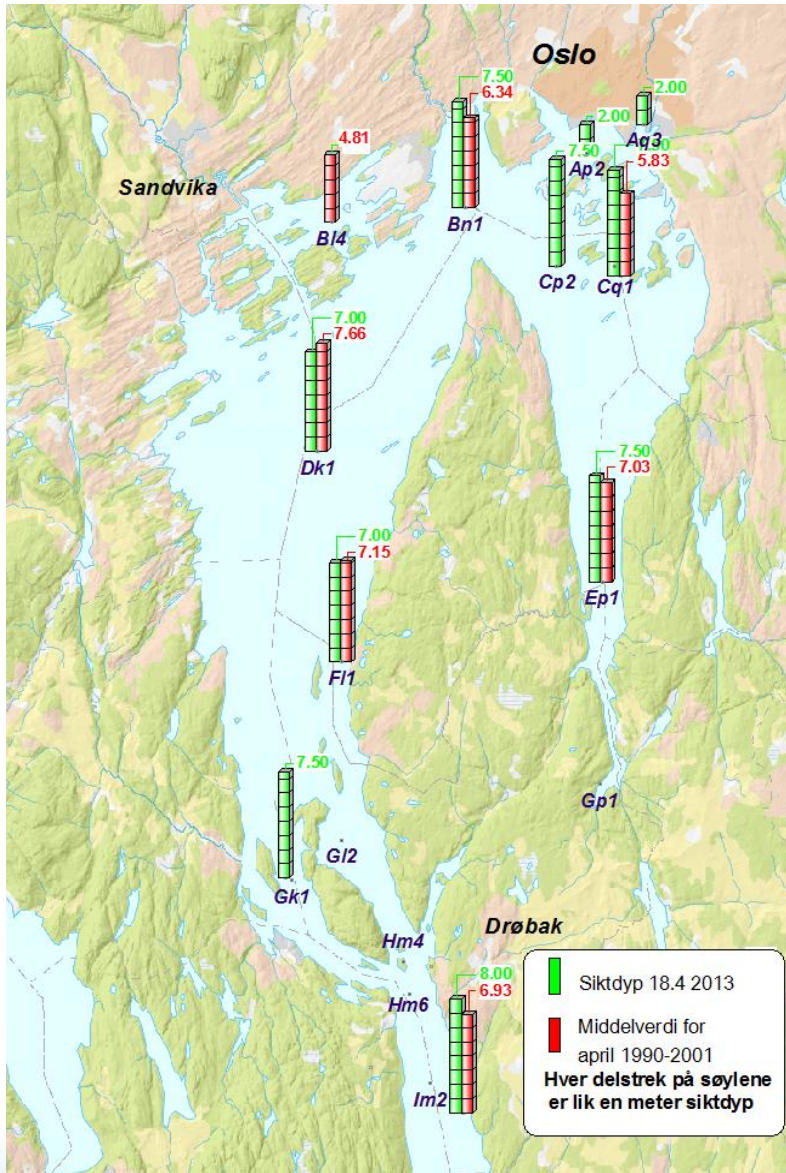 Oslo
7.50
6.34
2.00
2.00
4.81
7.50
5.83
Sandvika
Ap2
Aq3
Bl4
Bn1
Cp2
Cq1
7.00
7.66
Dk1
7.50
7.03
7.00
7.15
Ep1
Fl1
7.50
Gp1
Gl2
Gk1
Drøbak
Hm4
8.00
6.93
Hm6
Im2
Siktdyp 18.4 2013
Middelverdi for
april 1990-2001
Hver delstrek på søylene
er lik en meter siktdyp